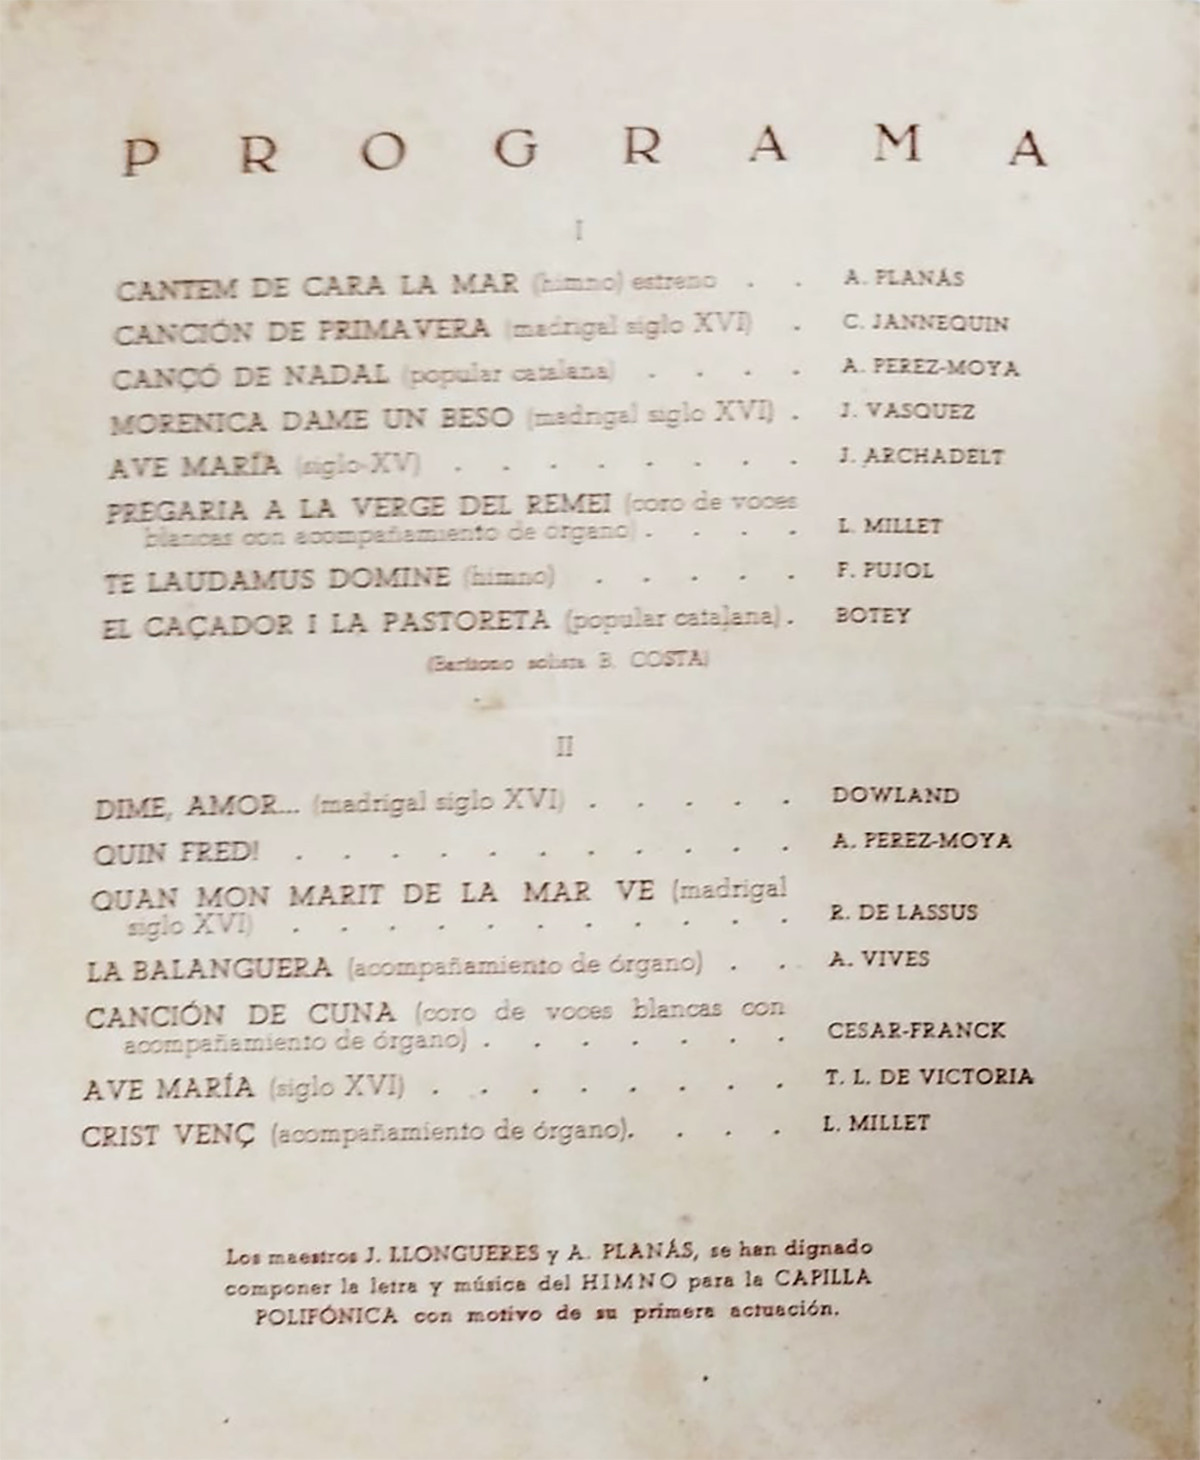 PROGRAMA
I
CANTEM DE CARA LA MAR (himno) estreno . . A. PLANÁS
CANCIÓN DE PRIMAVERA (madrigal siglo XVI) . C. JANNEQUIN
CANÇÓ DE NADAL (popular catalana) . . . . A. PEREZ-MOYA
MORENICA DAME UN BESO (madrigal siglo XVI) . J. VASQUEZ
AVE MARÍA (siglo XV) . . . . . . . . J. ARCHADELT
PREGARIA A LA VERGE DEL REMEI (coro de voces
blancas con acompañamiento de órgano) . . . . L. MILLET
TE LAUDAMUS DOMINE (himno) . . . . . F. PUJOL
EL CAÇADOR I LA PASTORETA (popular catalana) . BOTEY
(Barítono solista B. COSTA)
II
DIME, AMOR... (madrigal siglo XVI) . . . . . DOWLAND
QUIN FRED! . . . . . . . . . . . A. PEREZ-MOYA
QUAN MON MARIT DE LA MAR VE (madrigal
siglo XVI) . . . . . . . . . . . R. DE LASSUS
LA BALANGUERA (acompañamiento de órgano) . . A. VIVES
CANCIÓN DE CUNA (coro de voces blancas con
acompañamiento de órgano) . . . . . . . CESAR-FRANCK
AVE MARÍA (siglo XVI) . . . . . . . . T. L. DE VICTORIA
CRIST VENÇ (acompañamiento de órgano). . . . L. MILLET
Los maestros J. LLONGUERES y A. PLANÁS, se han dignado
componer la letra y música del HIMNO para la CAPILLA
POLIFÓNICA con motivo de su primera actuación.